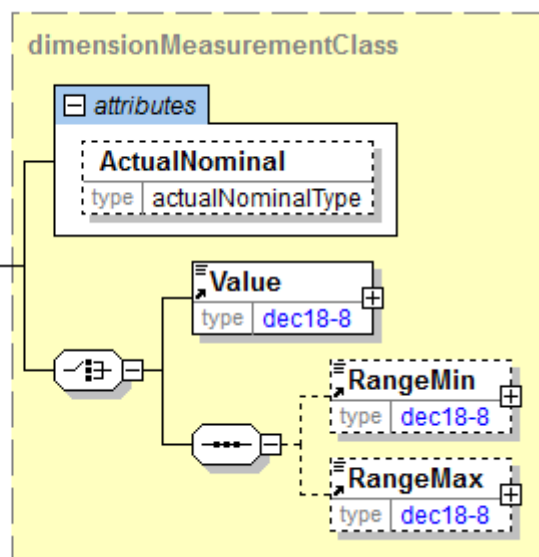 dimensionMeasurementClass
attributes
ActualNominal
type actualNominalType
Value
type dec18-8
RangeMin
type dec18-8
RangeMax
type dec18-8